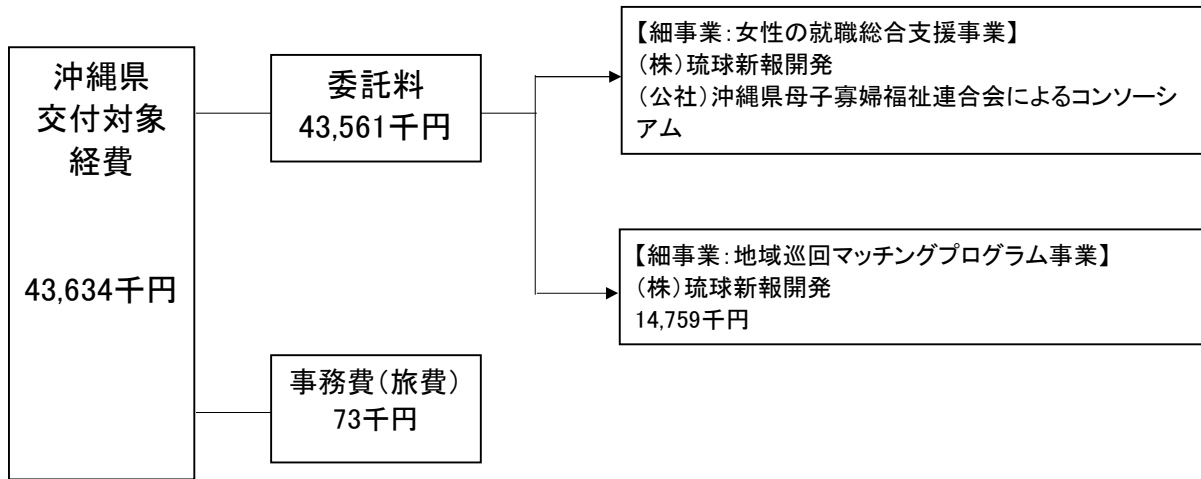 沖縄県
交付対象
経費
43,634千円
委託料
43,561千円
事務費(旅費)
73千円
【細事業:女性の就職総合支援事業】
(株)琉球新報開発
(公社)沖縄県母子寡婦福祉連合会によるコンソーシ
アム
【細事業:地域巡回マッチングプログラム事業】
(株)琉球新報開発
14,759千円